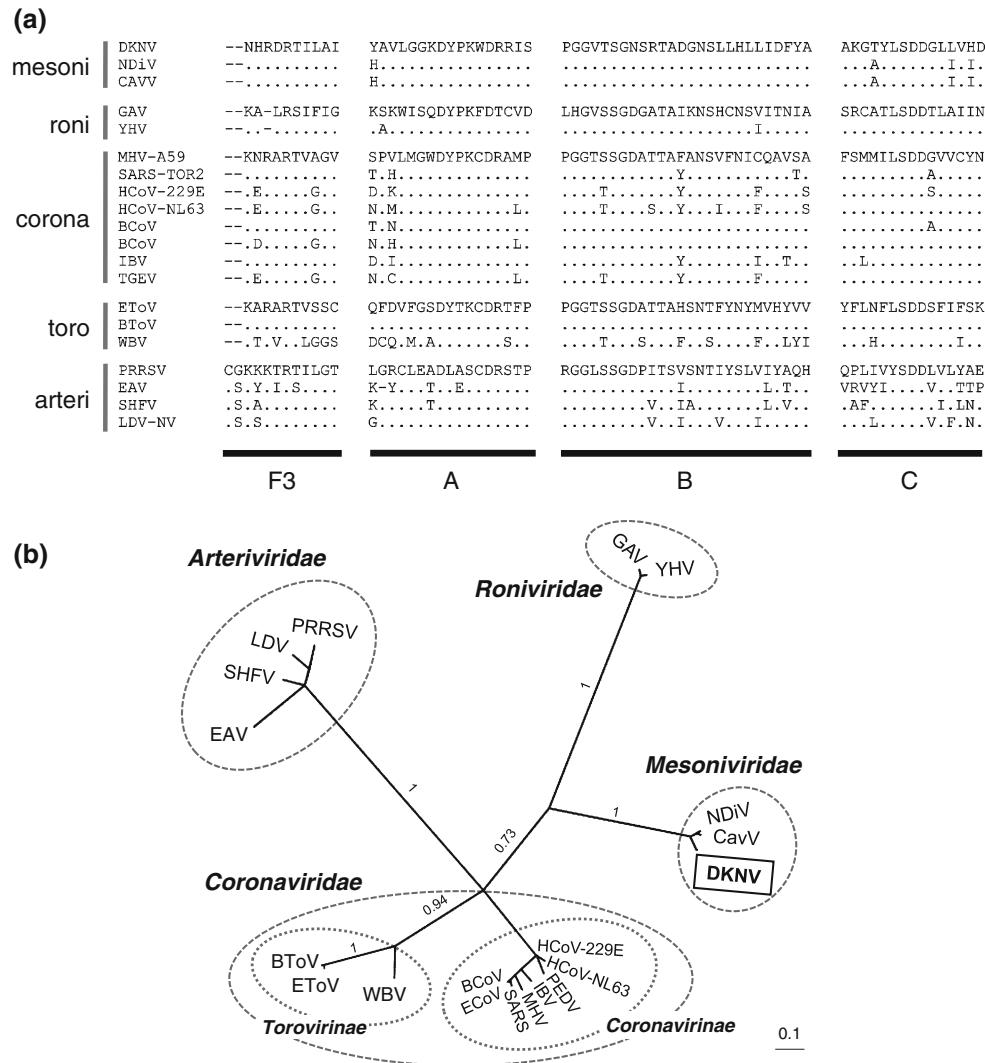 (a)
mesoni
DKNV --NHRDRTILAI YAVLGGKDYPKWDRRIS PGGVTSGNSRTADGNSLLHLLIDFYA AKGTYLSDDGLLVHD
NDiV --.......... H................ .......................... ....A.......I.I.
CAVV --.......... H................ .......................... ....A.......I.I.
roni
GAV --KA-LRSIFIG KSKWISQDYPKFDTCVD LHGVSSGDGATAIKNSHCNSVITNIA SRCATLSDDTLAIIN
YHV --..-....... .A............... ....................I..... ...............
corona
MHV-A59 --KNRARTVAGV SPVLMGWDYPKCDRAMP PGGTSSGDATTAFANSVFNICQAVSA FSMMILSDDGVVCYN
SARS-TOR2 --.......... T.H.............. ............Y...........T. .........A.....
HCoV-229E --.E.....G.. D.K.............. ....T.......Y.......F....S .........S.....
HCoV-NL63 --.E.....G.. N.M............L. ....T....S..Y...I...F....S ...............
BCoV --.......... T.N.............. .......................... .........A.....
BCoV --.D.....G.. N.H............L. .......................... ...............
IBV --.......... D.I.............. ............Y.......I..T.. ..L............
TGEV --.E.....G.. N.C............L. ....T.......Y.......F..... ...............
toro
EToV --KARARTVSSC QFDVFGSDYTKCDRTFP PGGTSSGDATTAHSNTFYNYMVHYVV YFLNFLSDDSFIFSK
BToV --.......... ................. .......................... ...............
WBV --.T.V..LGGS DCQ.M.A.......S.. ....T....S..F...S...F..LYI ...H........I..
arteri
PRRSV CGKKKTRTILGT LGRCLEADLASCDRSTP RGGLSSGDPITSVSNTIYSLVIYAQH QPLIVYSDDLVLYAE
EAV .S.Y.I.S.... K-Y...T..E....... ............I........L.T.. VRVYI....V..TTP
SHFV .S.A........ K.....T.......... .........V..IA.......L.V.. .AF.......I.LN.
LDV-NV .S.S........ G................ .........V..I...V...I..... ...L.....V.F.N.
F3 A B C
(b)
Arteriviridae
PRRSV
LDV
SHFV
EAV
1
Roniviridae
GAV
YHV
1
Mesoniviridae
NDiV
CavV
DKNV
1
0.73
Coronaviridae
0.94
1
BToV
EToV
WBV
Torovirinae
HCoV-229E
HCoV-NL63
PEDV
IBV
MHV
SARS
BCoV
ECoV
Coronavirinae
0.1